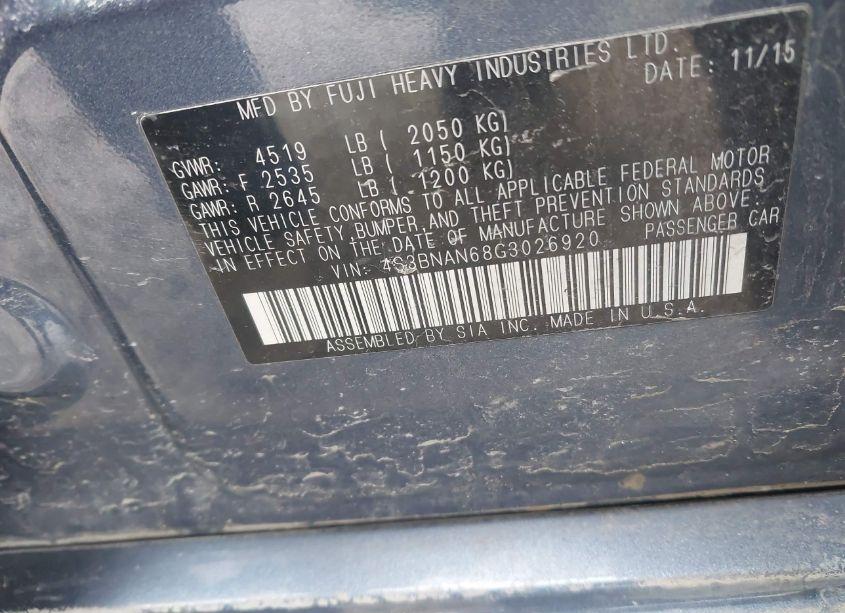 MFD BY FUJI HEAVY INDUSTRIES LTD.
DATE: 11/15
GVWR: 4519 LB ( 2050 KG)
GAWR: F 2535 LB ( 1150 KG)
GAWR: R 2645 LB ( 1200 KG)
THIS VEHICLE CONFORMS TO ALL APPLICABLE FEDERAL MOTOR
VEHICLE SAFETY, BUMPER, AND THEFT PREVENTION STANDARDS
IN EFFECT ON THE DATE OF MANUFACTURE SHOWN ABOVE.
VIN: 4S3BNAN68G3026920 PASSENGER CAR
ASSEMBLED BY SIA INC. MADE IN U.S.A.